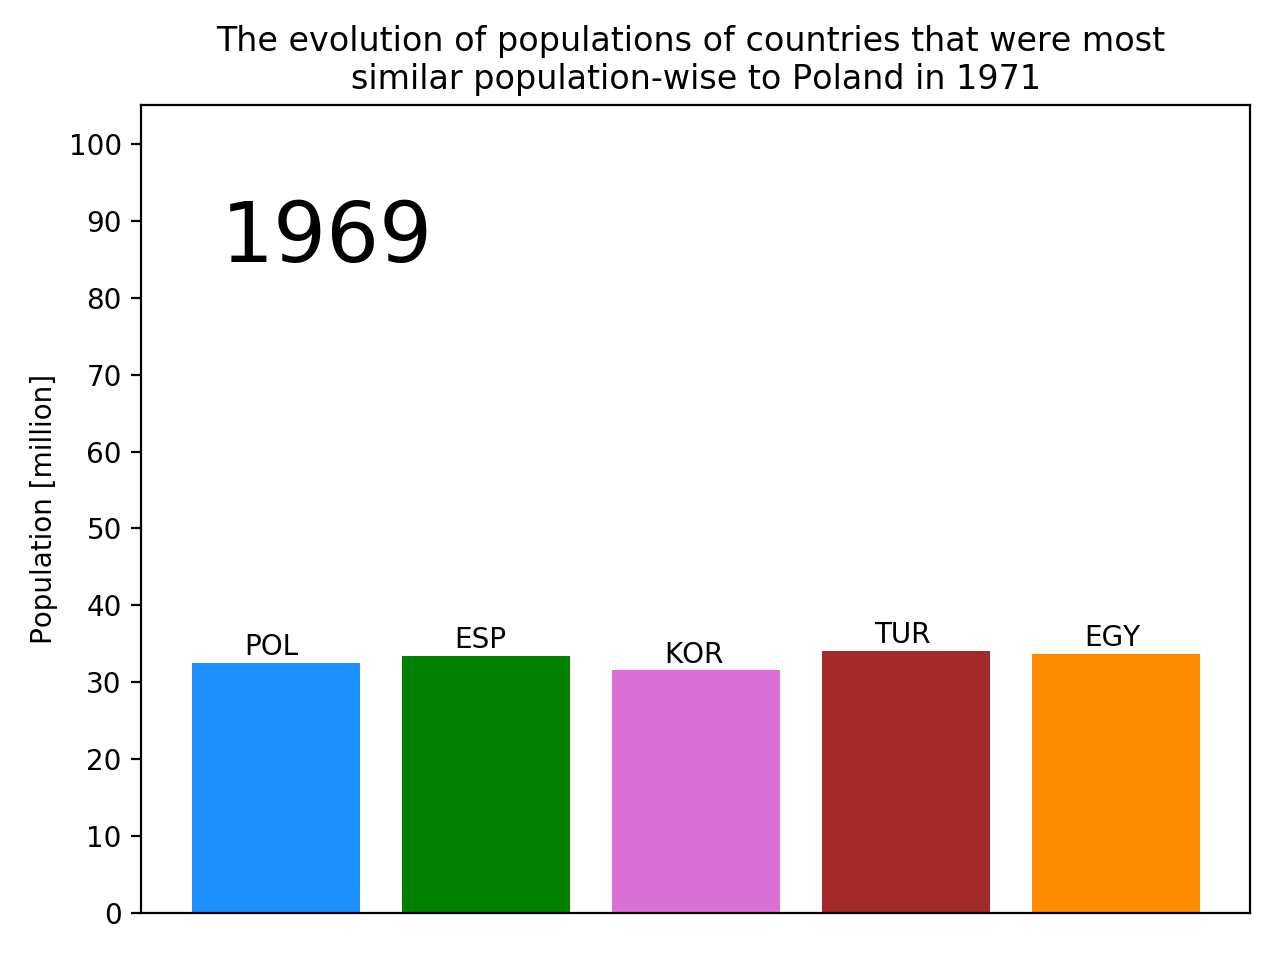 The evolution of populations of countries that were most
similar population-wise to Poland in 1971
100
90
80
70
60
50
40
30
20
10
0
Population [million]
1969
POL
ESP
KOR
TUR
EGY